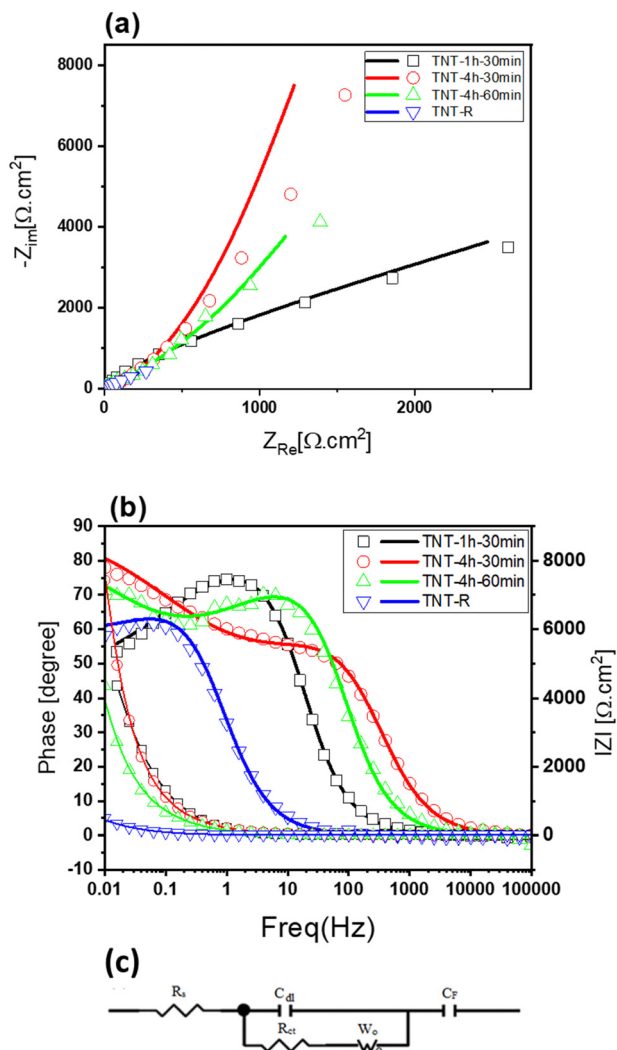 (a)
8000
6000
4000
2000
0
-Zim[Ω.cm²]
TNT-1h-30min
TNT-4h-30min
TNT-4h-60min
TNT-R
0
1000
2000
ZRe[Ω.cm²]
(b)
90
80
70
60
50
40
30
20
10
0
-10
Phase [degree]
TNT-1h-30min
TNT-4h-30min
TNT-4h-60min
TNT-R
8000
6000
4000
2000
0
|Z| [Ω.cm²]
0.01
0.1
1
10
100
1000
10000
100000
Freq(Hz)
(c)
Rs
Cdl
CF
Rct
Wo